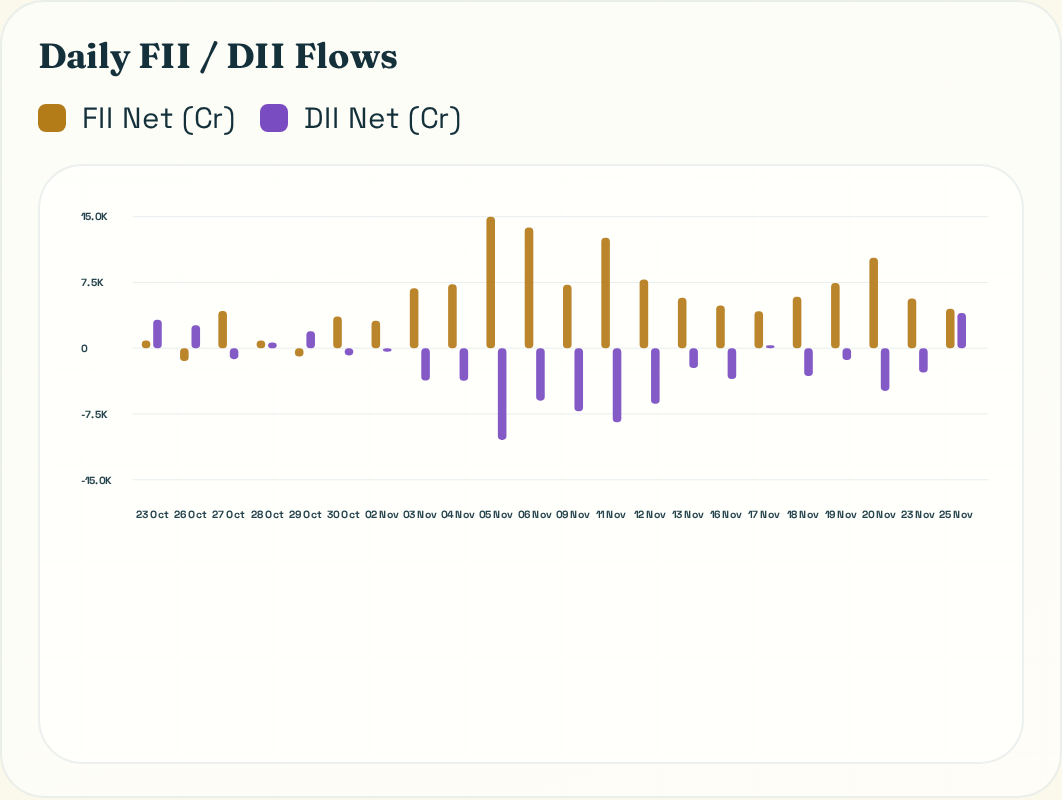 Daily FII / DII Flows
FII Net (Cr) DII Net (Cr)
15.0K
7.5K
0
-7.5K
-15.0K
23 Oct 26 Oct 27 Oct 28 Oct 29 Oct 30 Oct 02 Nov 03 Nov 04 Nov 05 Nov 06 Nov 09 Nov 11 Nov 12 Nov 13 Nov 16 Nov 17 Nov 18 Nov 19 Nov 20 Nov 23 Nov 25 Nov